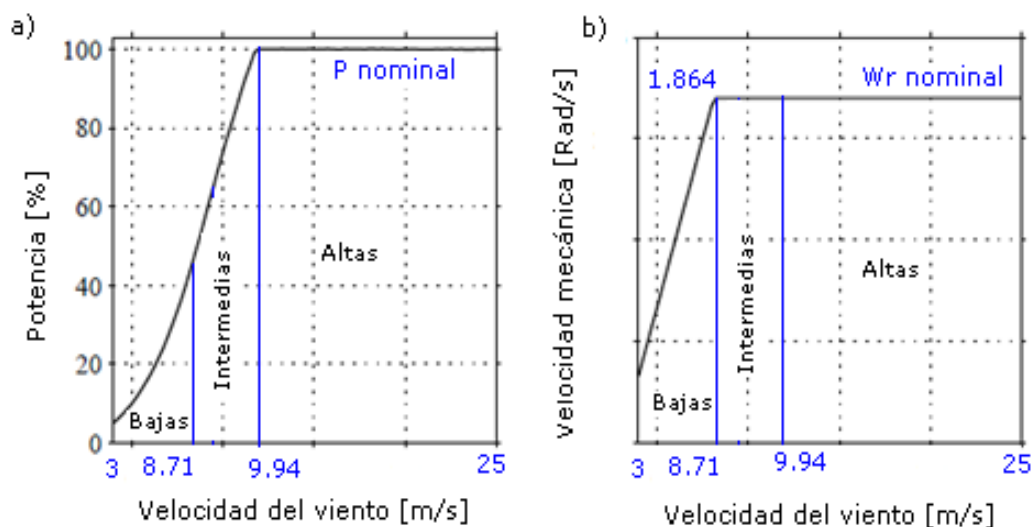 a)
Potencia [%]
100
80
60
40
20
0
P nominal
Bajas
Intermedias
Altas
3 8.71 9.94 25
Velocidad del viento [m/s]
b)
Velocidad mecánica [Rad/s]
1.864
Wr nominal
Bajas
Intermedias
Altas
3 8.71 9.94 25
Velocidad del viento [m/s]